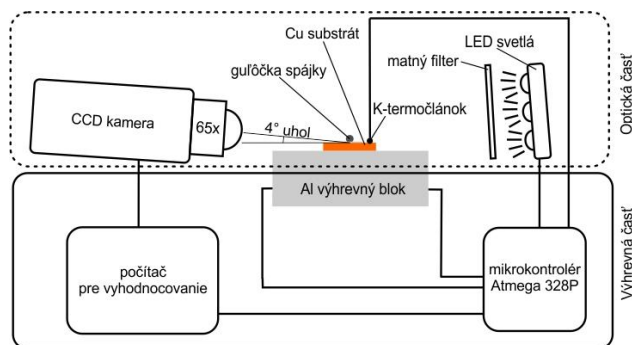 Cu substrát
LED svetlá
guľôčka spájky
matný filter
CCD kamera
65x
4° uhol
K-termočlánok
Optická časť
Al výhrevný blok
počítač
pre vyhodnocovanie
mikrokontrolér
Atmega 328P
Výhrevná časť